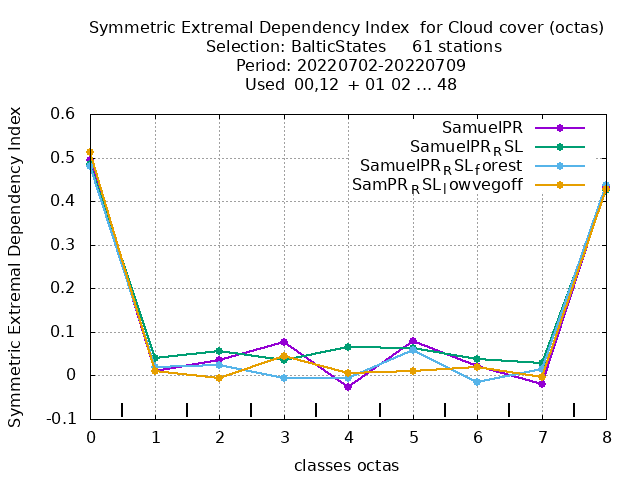 Symmetric Extremal Dependency Index for Cloud cover (octas)
Selection: BalticStates 61 stations
Period: 20220702-20220709
Used 00,12 + 01 02 ... 48
Symmetric Extremal Dependency Index
0.6
0.5
0.4
0.3
0.2
0.1
0
-0.1
SamuelPR
SamuelPR_RSL
SamuelPR_RSL_forest
SamPR_RSL_lowvegoff
0 1 2 3 4 5 6 7 8
classes octas